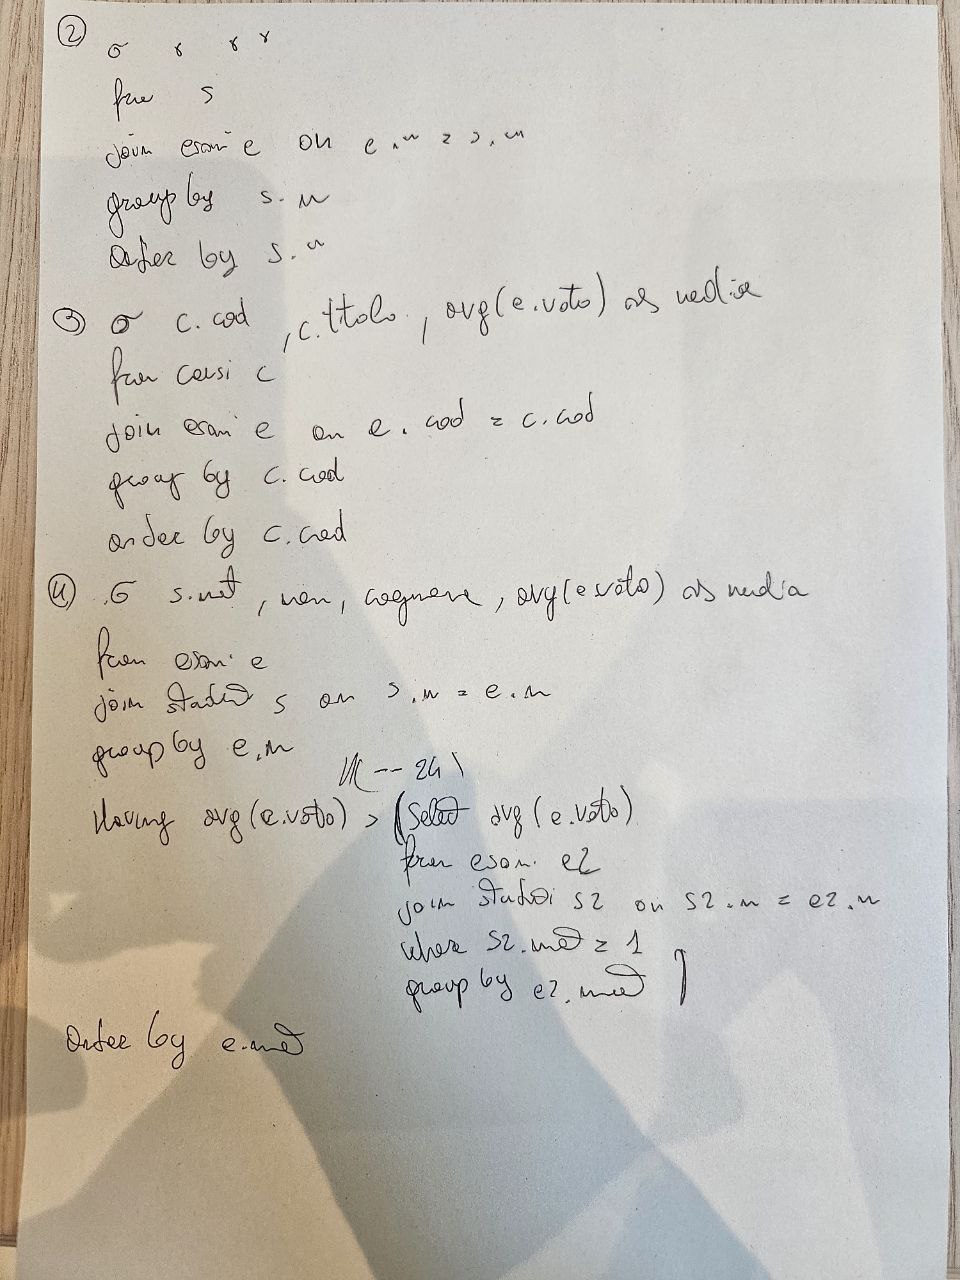 ② σ γ γ γ
from s
join esami e on e.m = s.m
group by s.m
order by s.m
③ σ c.cod, c.titolo, avg(e.voto) as media
from corsi c
join esami e on e.cod = c.cod
group by c.cod
order by c.cod
④ σ s.mat, nom, cognome, avg(e.voto) as media
from esami e
join studenti s on s.m = e.m
group by e.m
-- 24
Having avg(e.voto) > (Select avg(e.voto)
from esami e2
join studenti s2 on s2.m = e2.m
where s2.mat = 1
group by e2.mat )
Order by e.mat